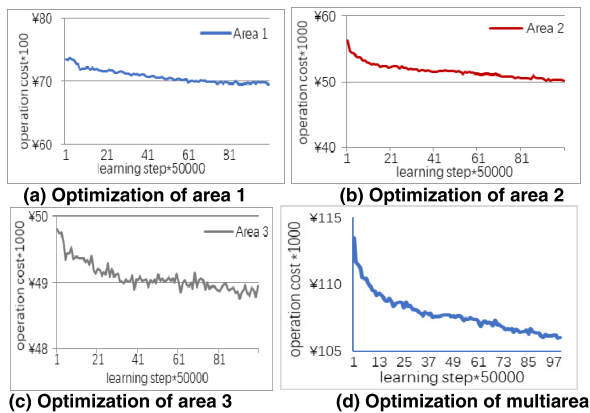 ¥80
Area 1
¥70
¥60
operation cost*100
1 21 41 61 81
learning step*50000
(a) Optimization of area 1
¥60
Area 2
¥50
¥40
operation cost*1000
1 21 41 61 81
learning step*50000
(b) Optimization of area 2
¥50
Area 3
¥49
¥48
operation cost*1000
1 21 41 61 81
learning step*50000
(c) Optimization of area 3
¥115
¥110
¥105
operation cost *1000
1 13 25 37 49 61 73 85 97
learning step*50000
(d) Optimization of multiarea